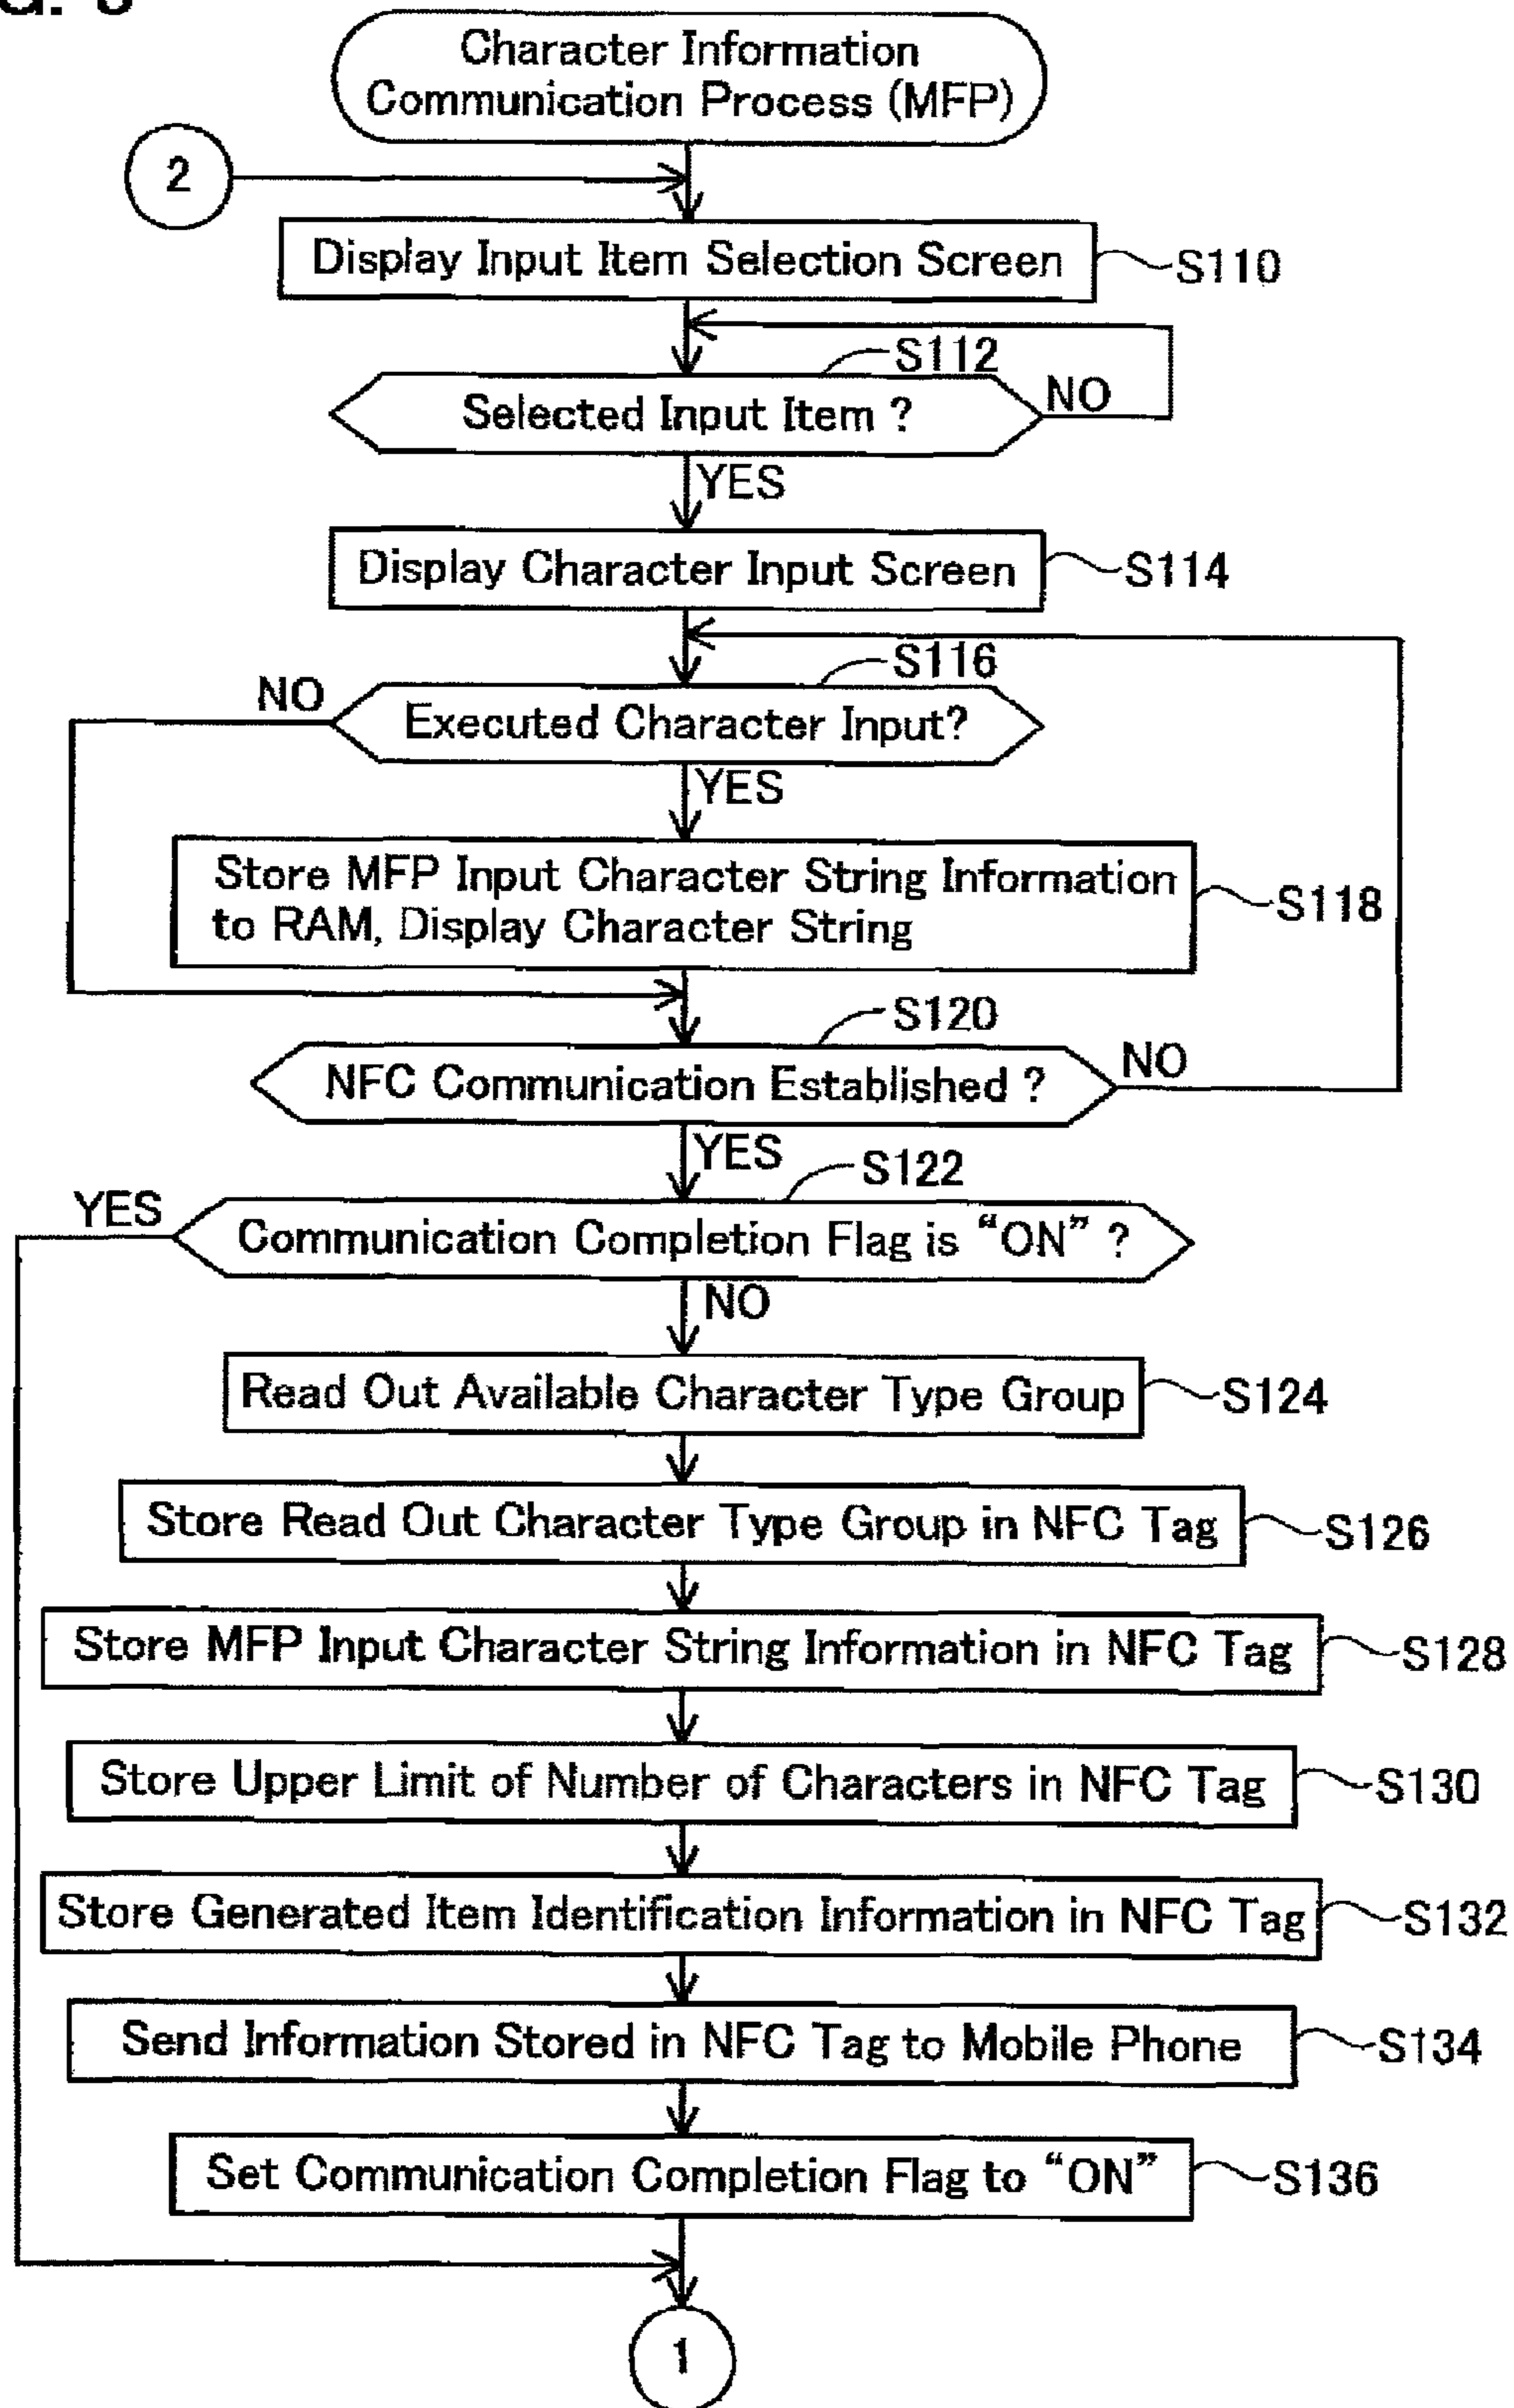 Character Information
Communication Process (MFP)
2
Display Input Item Selection Screen
S110
S112
Selected Input Item ?
NO
YES
Display Character Input Screen
S114
S116
NO
Executed Character Input?
YES
Store MFP Input Character String Information
to RAM, Display Character String
S118
S120
NFC Communication Established ?
NO
YES
S122
YES
Communication Completion Flag is “ON” ?
NO
Read Out Available Character Type Group
S124
Store Read Out Character Type Group in NFC Tag
S126
Store MFP Input Character String Information in NFC Tag
S128
Store Upper Limit of Number of Characters in NFC Tag
S130
Store Generated Item Identification Information in NFC Tag
S132
Send Information Stored in NFC Tag to Mobile Phone
S134
Set Communication Completion Flag to “ON”
S136
1